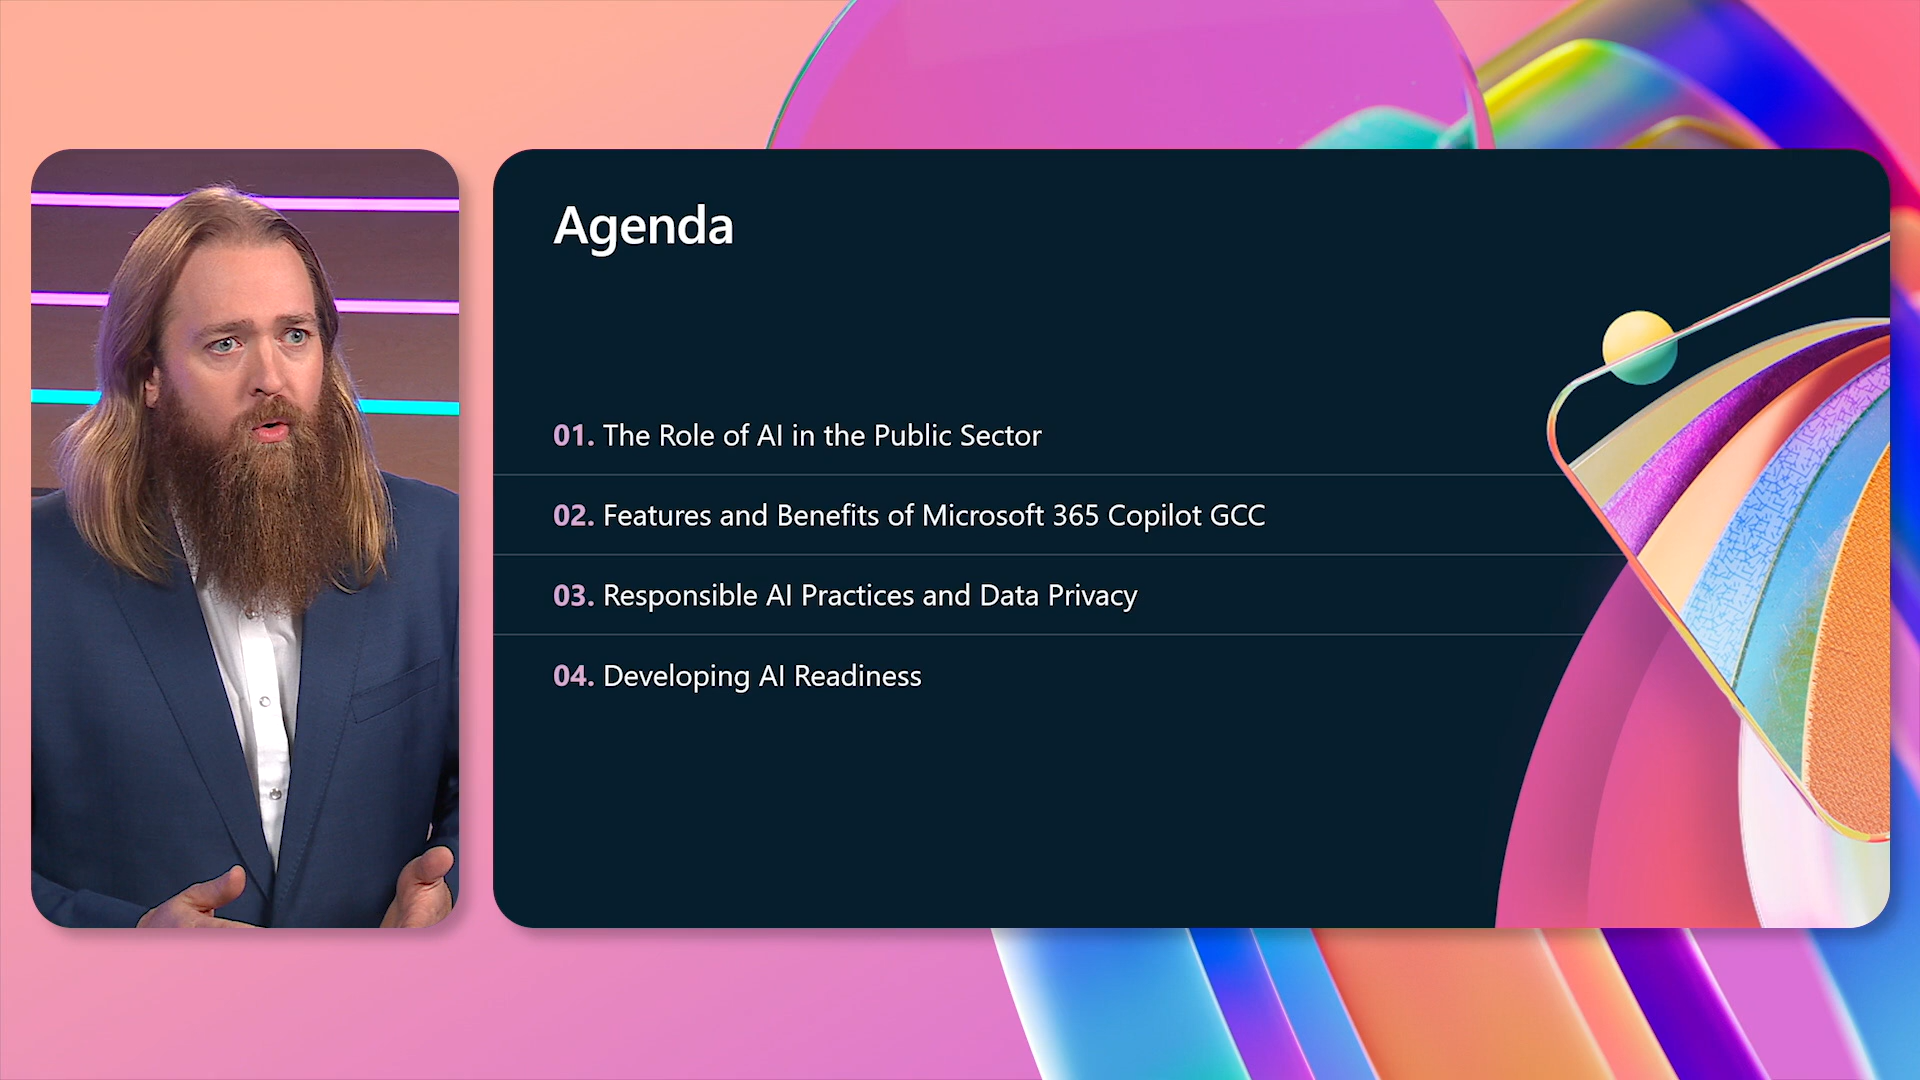 Agenda
01. The Role of AI in the Public Sector
02. Features and Benefits of Microsoft 365 Copilot GCC
03. Responsible AI Practices and Data Privacy
04. Developing AI Readiness